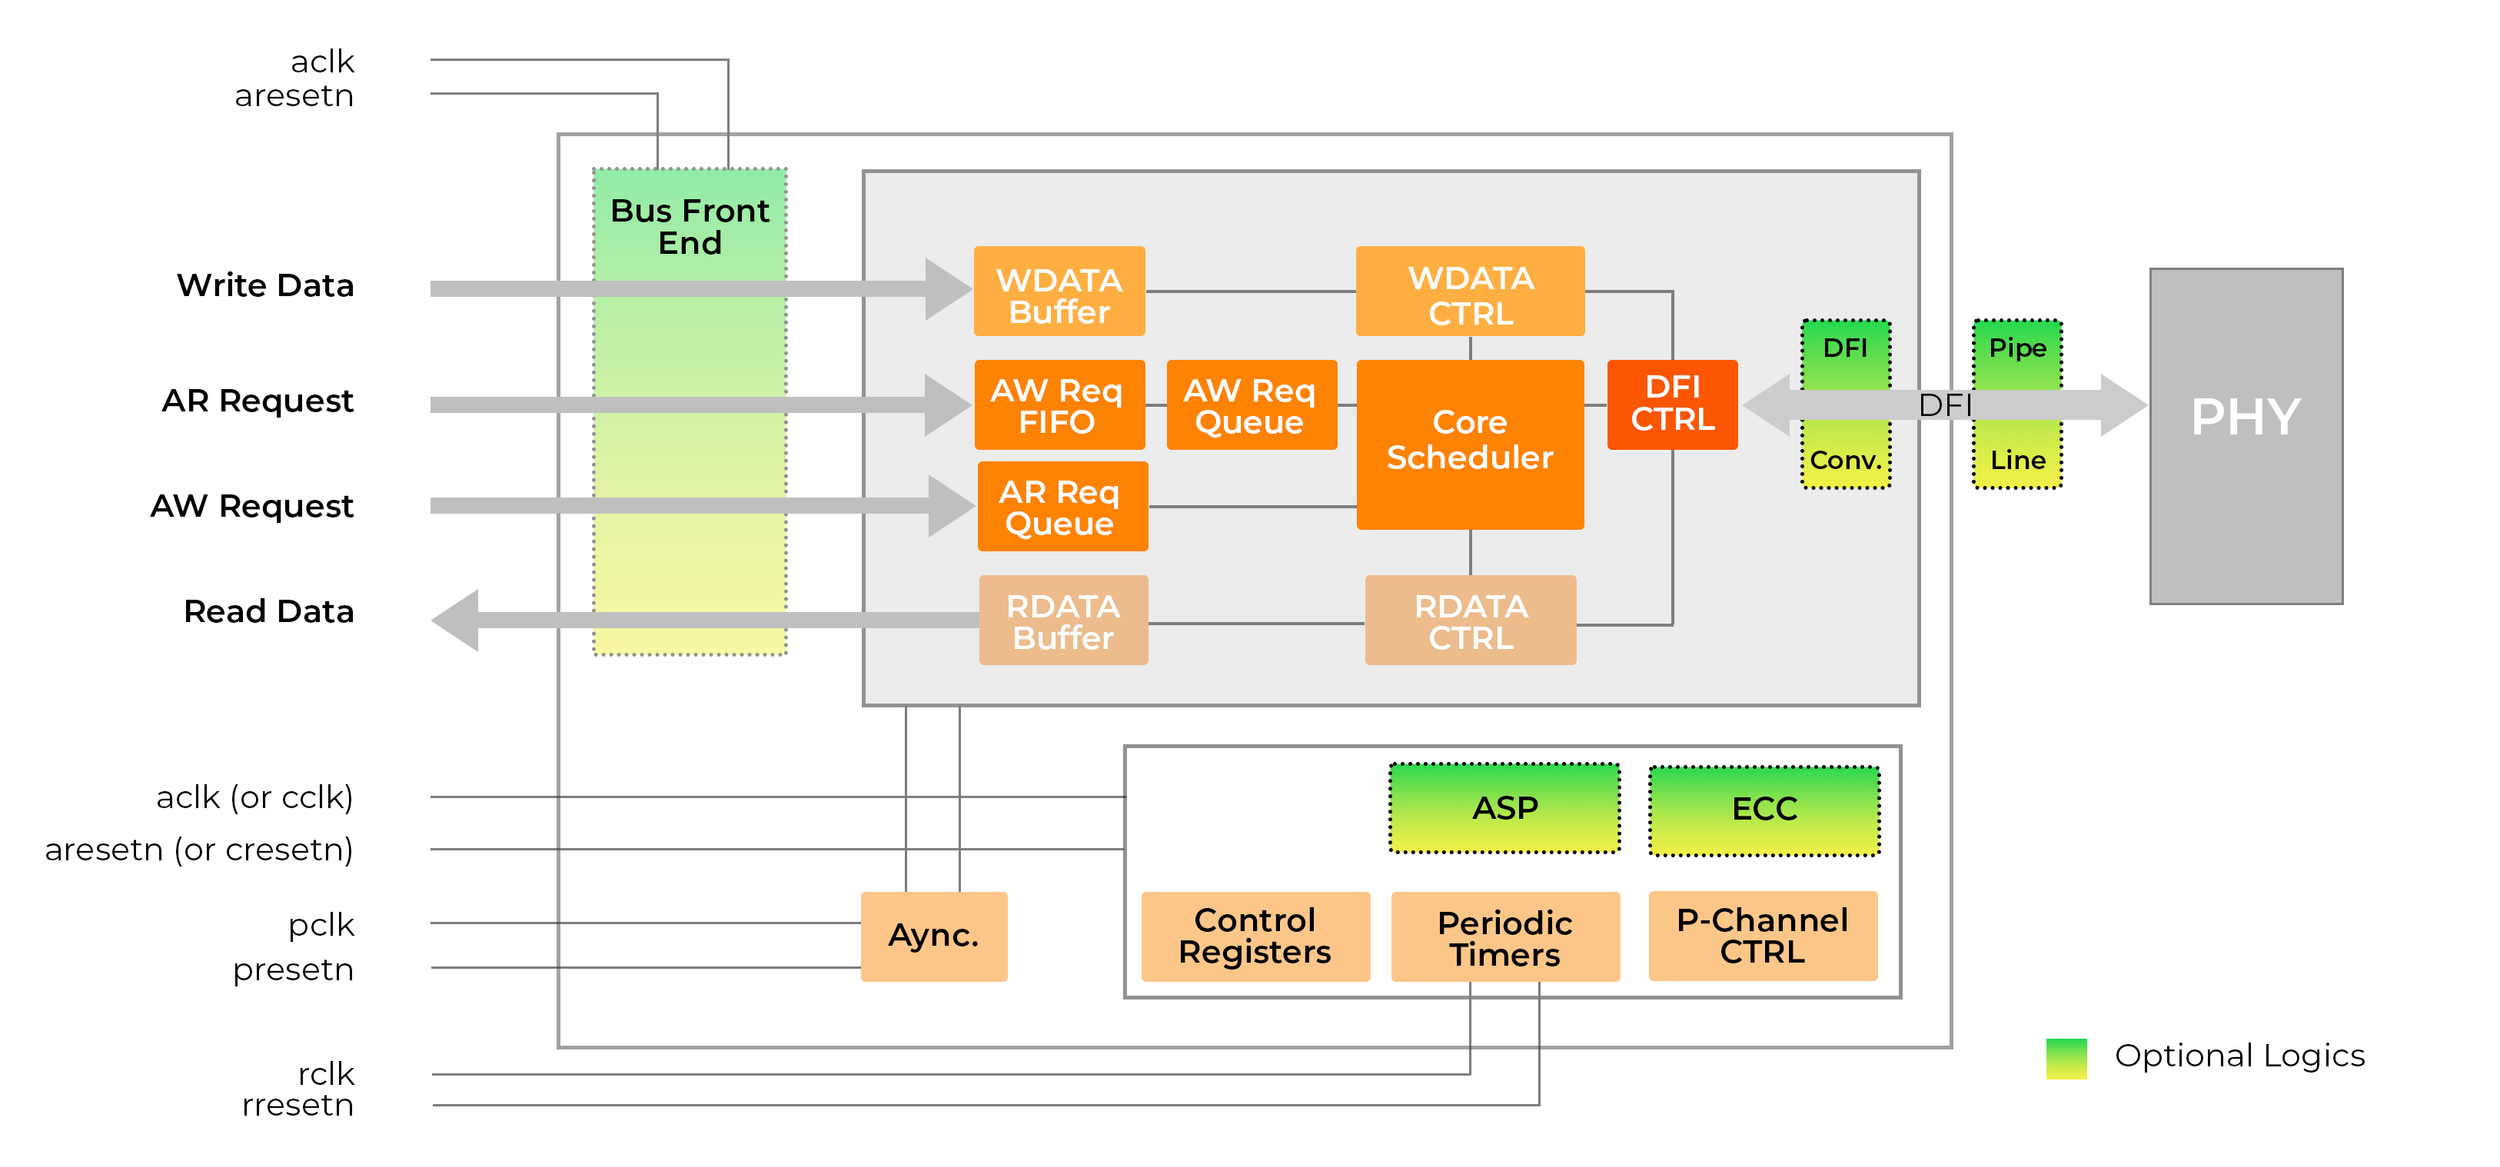 aclk
aresetn
Bus Front
End
Write Data
WDATA
Buffer
WDATA
CTRL
AR Request
AW Req
FIFO
AW Req
Queue
Core
Scheduler
DFI
CTRL
DFI
Conv.
DFI
Pipe
Line
PHY
AW Request
AR Req
Queue
Read Data
RDATA
Buffer
RDATA
CTRL
aclk (or cclk)
aresetn (or cresetn)
ASP
ECC
pclk
presetn
Aync.
Control
Registers
Periodic
Timers
P-Channel
CTRL
rclk
rresetn
Optional Logics